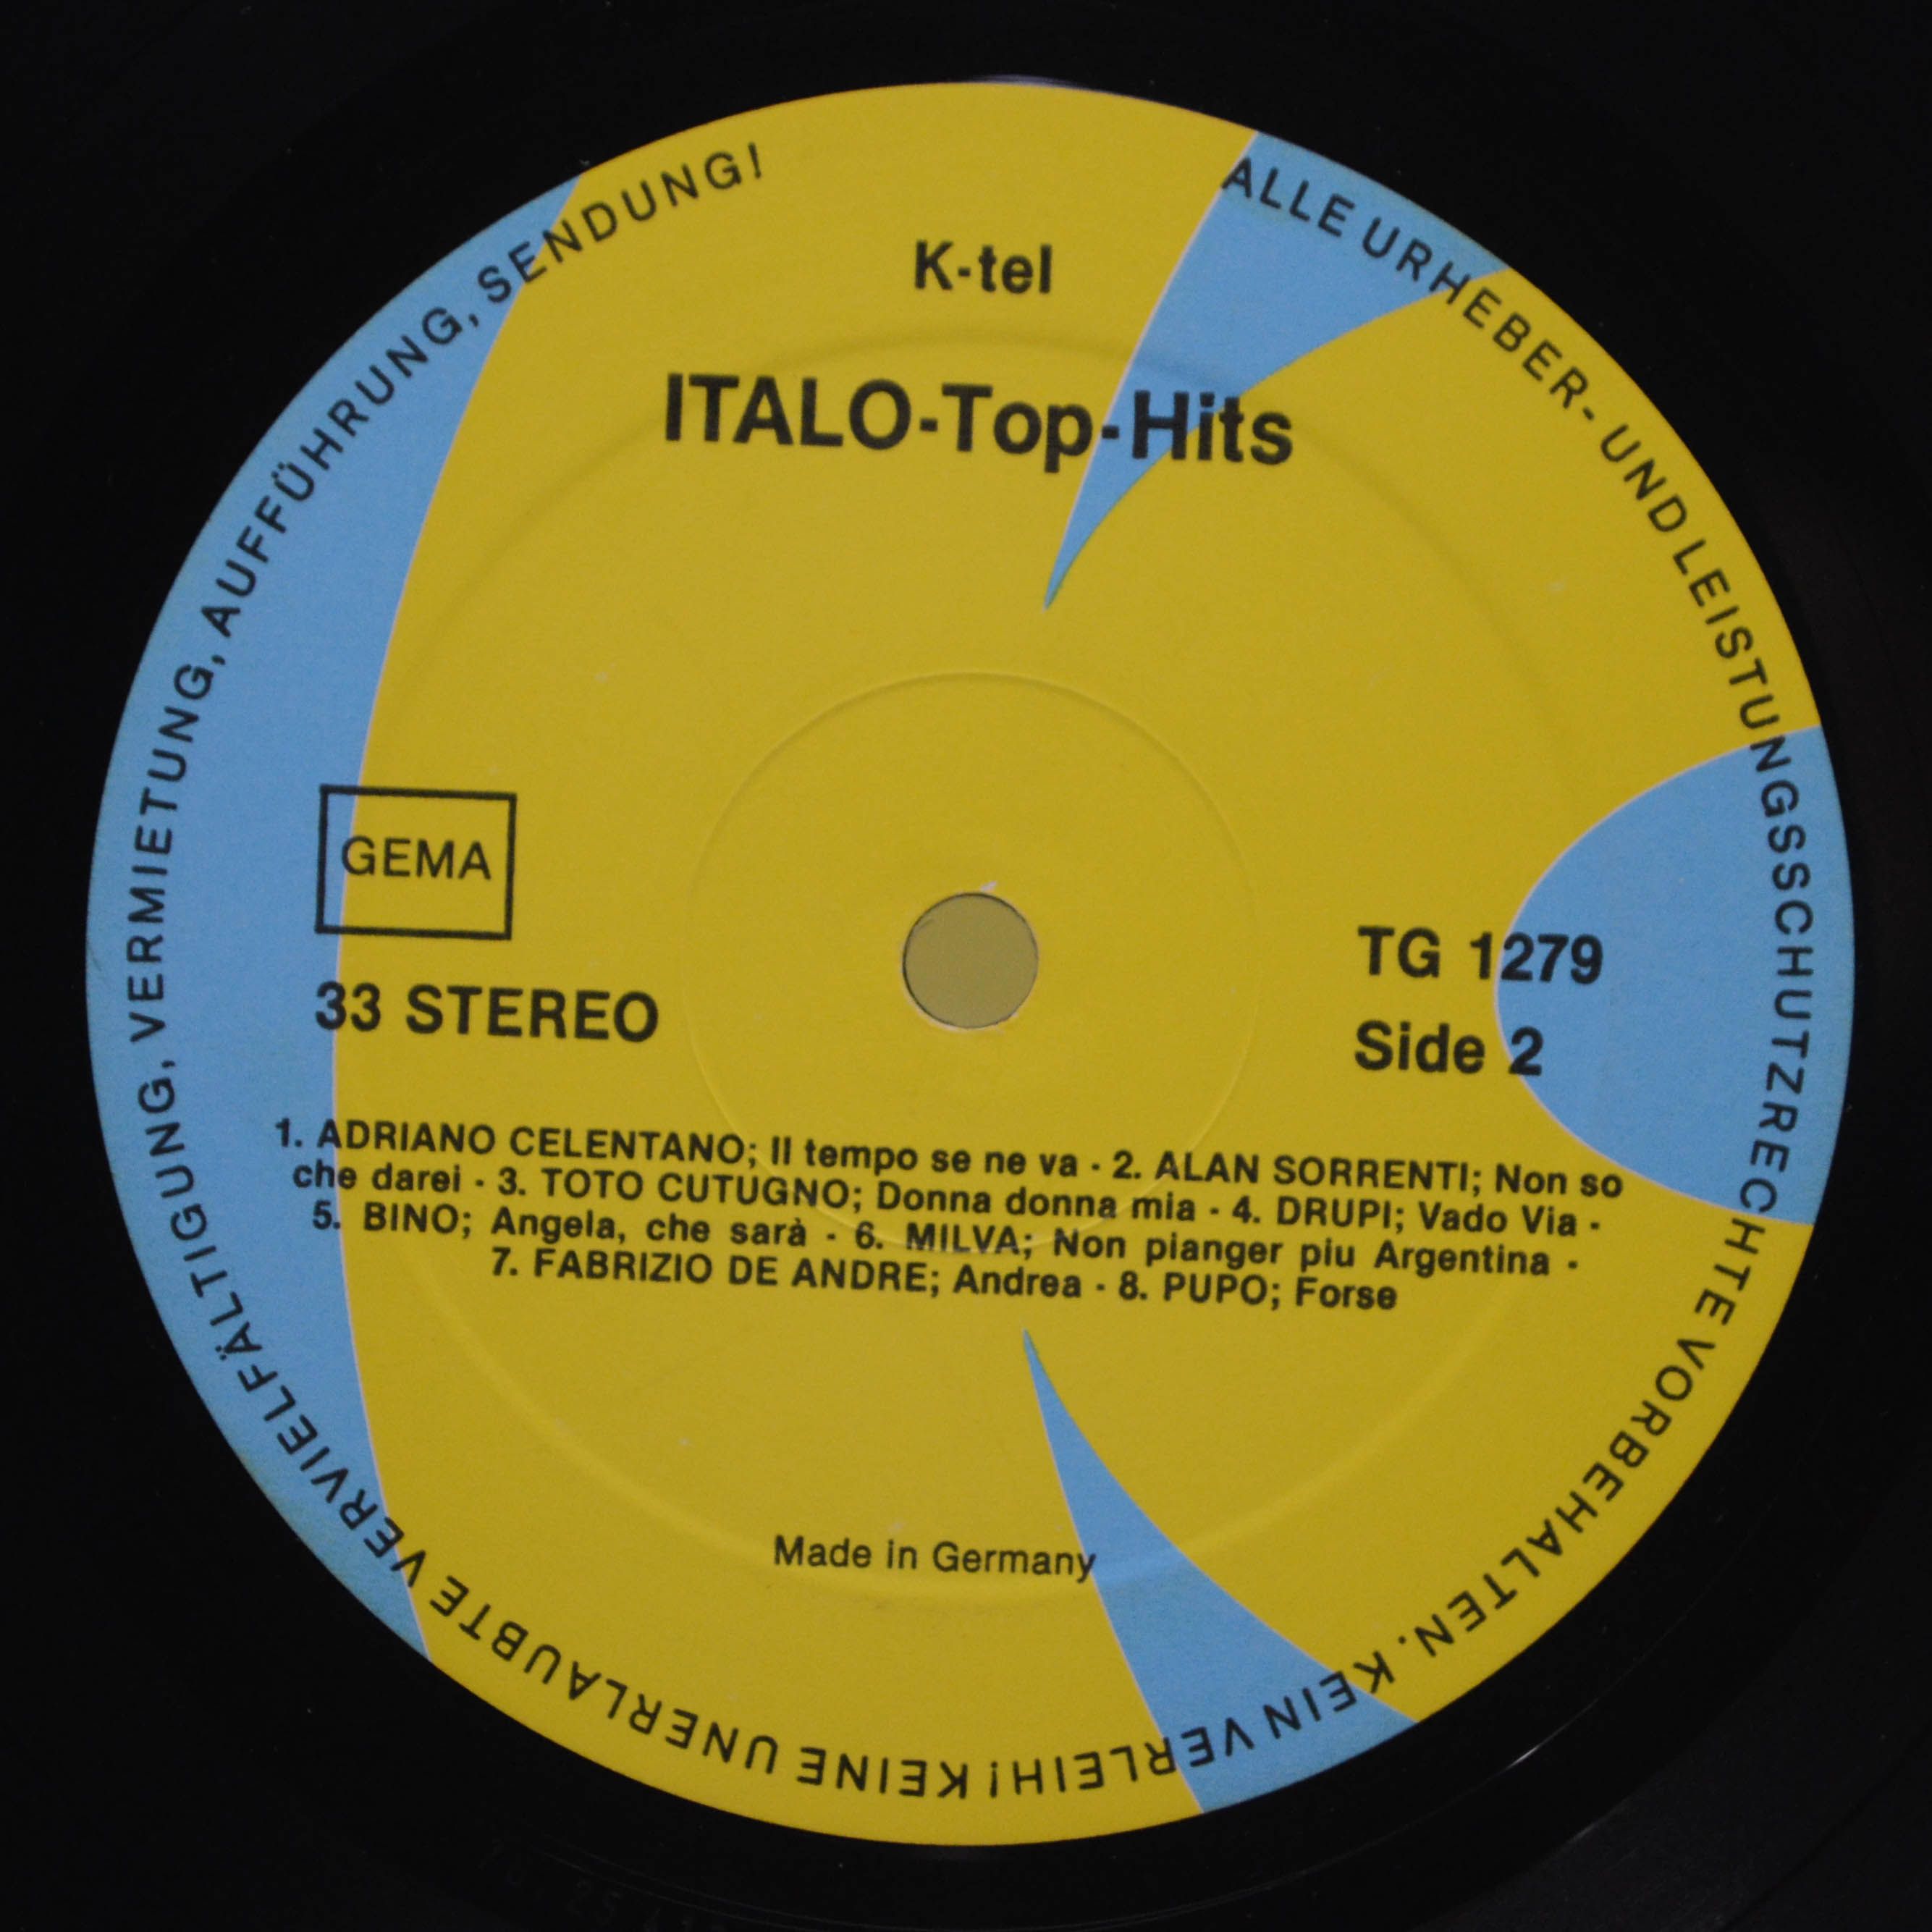 K-tel
ITALO-Top-Hits
GEMA
33 STEREO
TG 1279
Side 2
1. ADRIANO CELENTANO; Il tempo se ne va - 2. ALAN SORRENTI; Non so
che darei - 3. TOTO CUTUGNO; Donna donna mia - 4. DRUPI; Vado Via -
5. BINO; Angela, che sarà - 6. MILVA; Non pianger piu Argentina -
7. FABRIZIO DE ANDRE; Andrea - 8. PUPO; Forse
Made in Germany
ALLE URHEBER- UND LEISTUNGSSCHUTZRECHTE VORBEHALTEN. KEIN VERLEIH! KEINE UNERLAUBTE VERVIELFÄLTIGUNG, VERMIETUNG, AUFFÜHRUNG, SENDUNG!